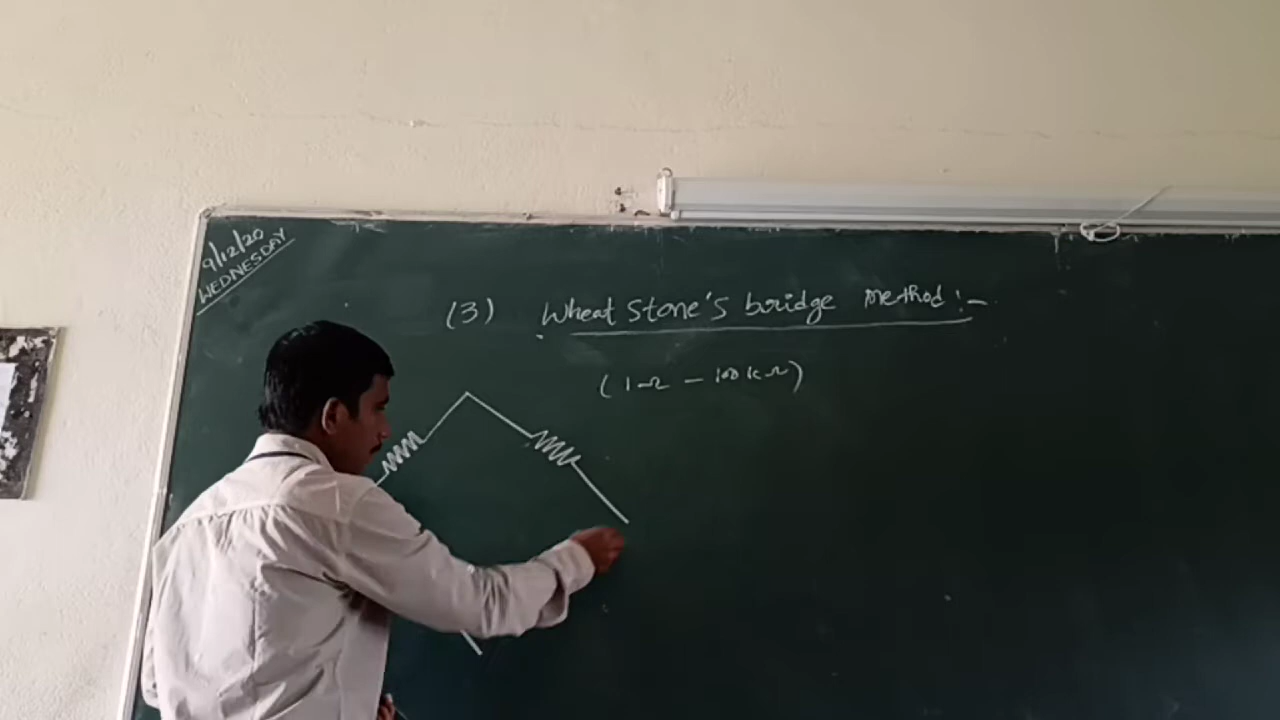 9/12/20
WEDNESDAY
(3) Wheat stone's bridge method:-
(1Ω - 100kΩ)